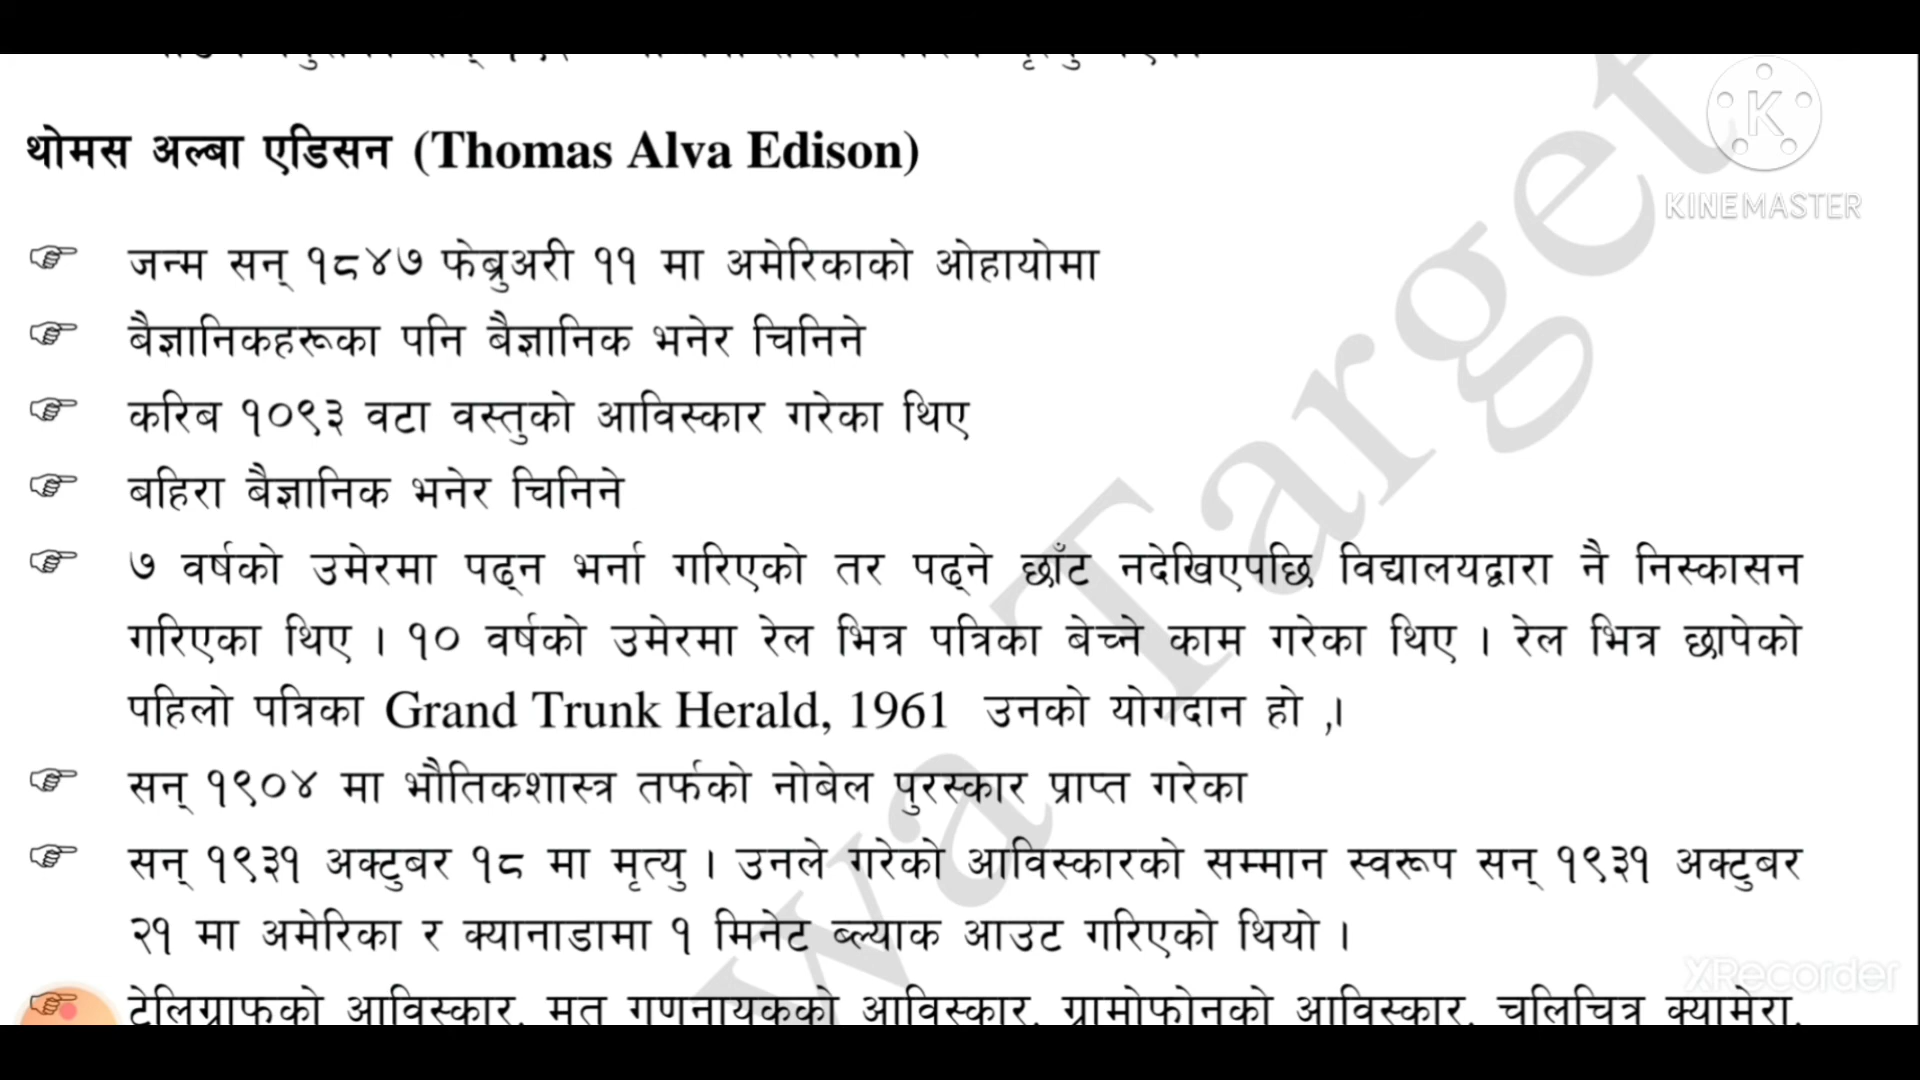 थोमस अल्बा एडिसन (Thomas Alva Edison)
KINEMASTER
जन्म सन् १८४७ फेब्रुअरी ११ मा अमेरिकाको ओहायोमा
बैज्ञानिकहरूका पनि बैज्ञानिक भनेर चिनिने
करिब १०९३ वटा वस्तुको आविस्कार गरेका थिए
बहिरा बैज्ञानिक भनेर चिनिने
७ वर्षको उमेरमा पढ्न भर्ना गरिएको तर पढ्ने छाँट नदेखिएपछि विद्यालयद्वारा नै निस्कासन
गरिएका थिए । १० वर्षको उमेरमा रेल भित्र पत्रिका बेच्ने काम गरेका थिए । रेल भित्र छापेको
पहिलो पत्रिका Grand Trunk Herald, 1961 उनको योगदान हो ,।
सन् १९०४ मा भौतिकशास्त्र तर्फको नोबेल पुरस्कार प्राप्त गरेका
सन् १९३१ अक्टुबर १८ मा मृत्यु । उनले गरेको आविस्कारको सम्मान स्वरूप सन् १९३१ अक्टुबर
२१ मा अमेरिका र क्यानाडामा १ मिनेट ब्ल्याक आउट गरिएको थियो ।
XRecorder
टेलिग्राफको आविस्कार, मत गणनायकको आविस्कार, ग्रामोफोनको आविस्कार, चलिचित्र क्यामेरा,
wa Target